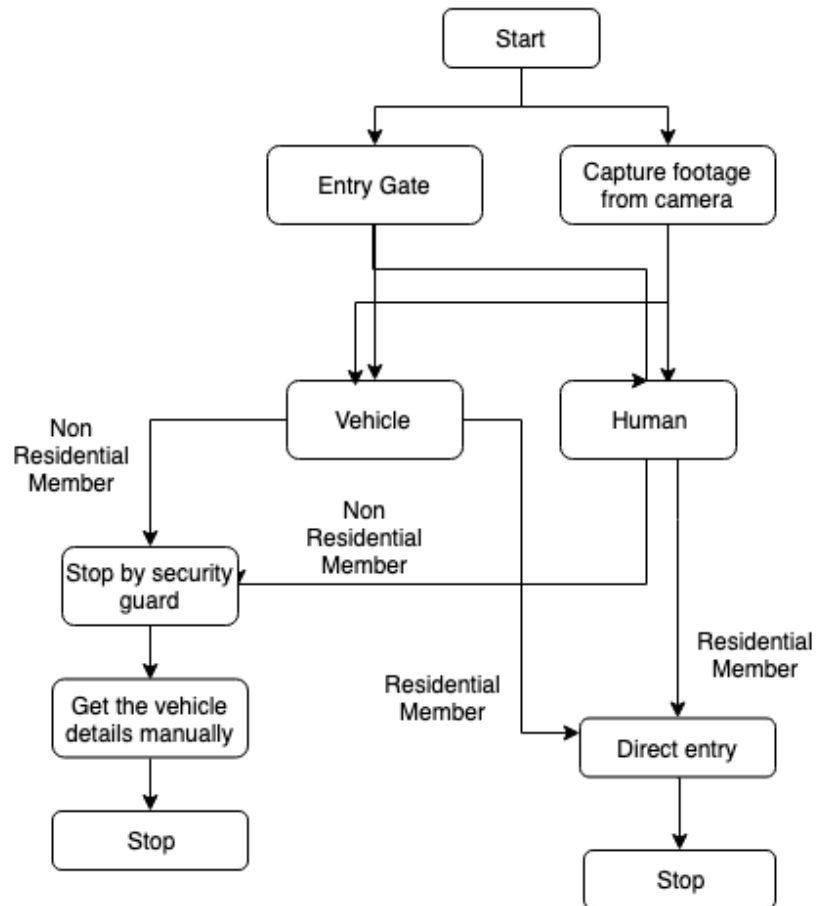 Start
Entry Gate
Capture footage
from camera
Vehicle
Human
Non
Residential
Member
Non
Residential
Member
Stop by security
guard
Residential
Member
Residential
Member
Get the vehicle
details manually
Direct entry
Stop
Stop